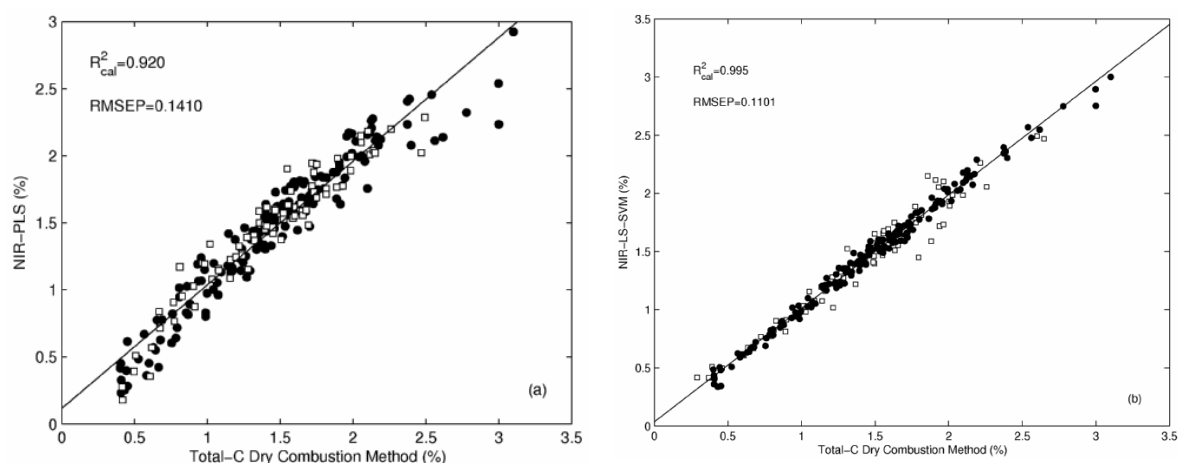 3
2.5
2
1.5
1
0.5
0
NIR-PLS (%)
R²cal=0.920
RMSEP=0.1410
(a)
0 0.5 1 1.5 2 2.5 3 3.5
Total-C Dry Combustion Method (%)
3.5
3
2.5
2
1.5
1
0.5
0
NIR-LS-SVM (%)
R²cal=0.995
RMSEP=0.1101
(b)
0 0.5 1 1.5 2 2.5 3 3.5
Total-C Dry Combustion Method (%)